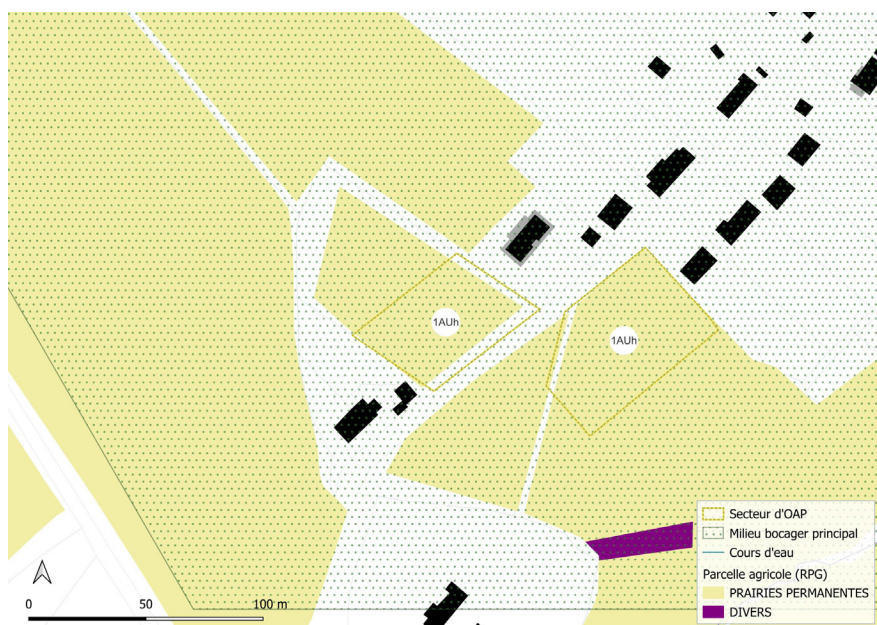 1AUh
1AUh
Secteur d'OAP
Milieu bocager principal
Cours d'eau
Parcelle agricole (RPG)
PRAIRIES PERMANENTES
DIVERS
0 50 100 m